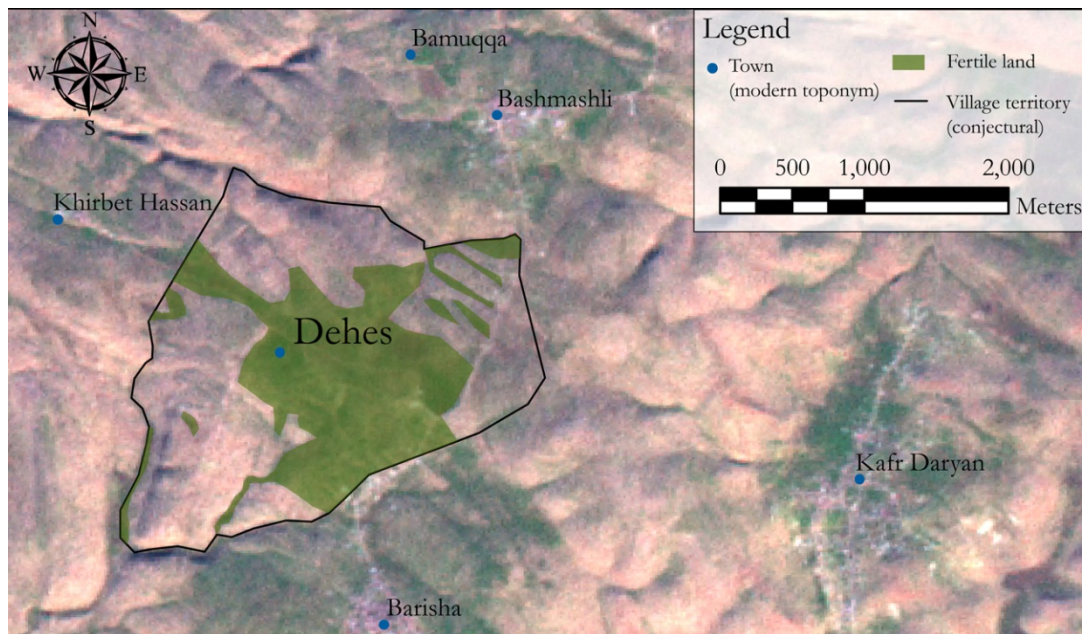 N
W E
S
Bamuqqa
Bashmashli
Khirbet Hassan
Dehes
Kafr Daryan
Barisha
Legend
Town
(modern toponym)
Fertile land
Village territory
(conjectural)
0 500 1,000 2,000
Meters